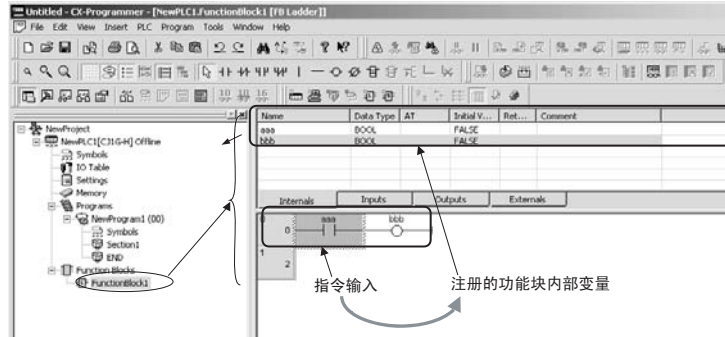 Untitled - CX-Programmer - [NewPLC1.FunctionBlock1 [FB Ladder]]
File Edit View Insert PLC Program Tools Window Help
Name Data Type AT Initial V... Ret... Comment
aaa BOOL FALSE
bbb BOOL FALSE
Internals Inputs Outputs Externals
NewProject
NewPLC1[CJ1G-H] Offline
Symbols
IO Table
Settings
Memory
Programs
NewProgram1 (00)
Symbols
Section1
END
Function Blocks
FunctionBlock1
0
0
aaa bbb
1
2
指令输入
注册的功能块内部变量